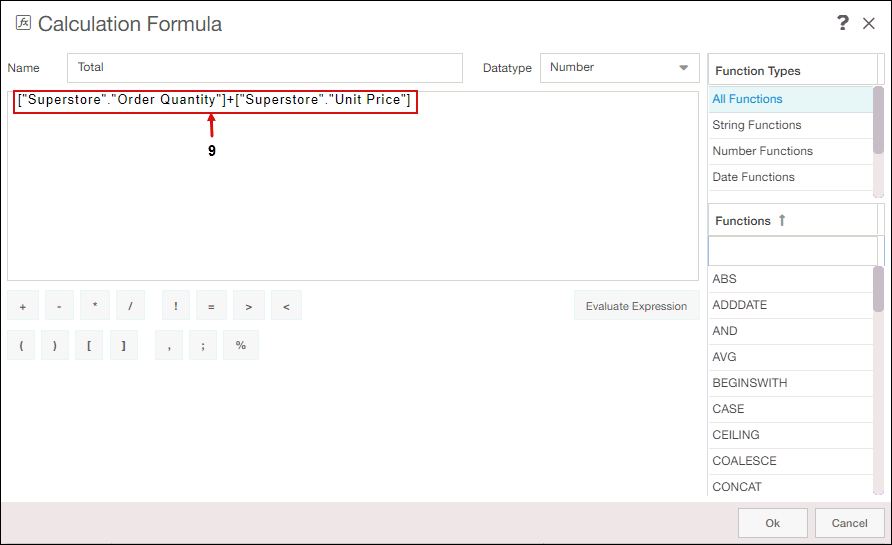 fx Calculation Formula ?
Name Total Datatype Number
["Superstore"."Order Quantity"]+["Superstore"."Unit Price"]
9
+ - * / ! = > <
Evaluate Expression
( ) [ ] , ; %
Function Types
All Functions
String Functions
Number Functions
Date Functions
Functions
ABS
ADDDATE
AND
AVG
BEGINSWITH
CASE
CEILING
COALESCE
CONCAT
Ok Cancel